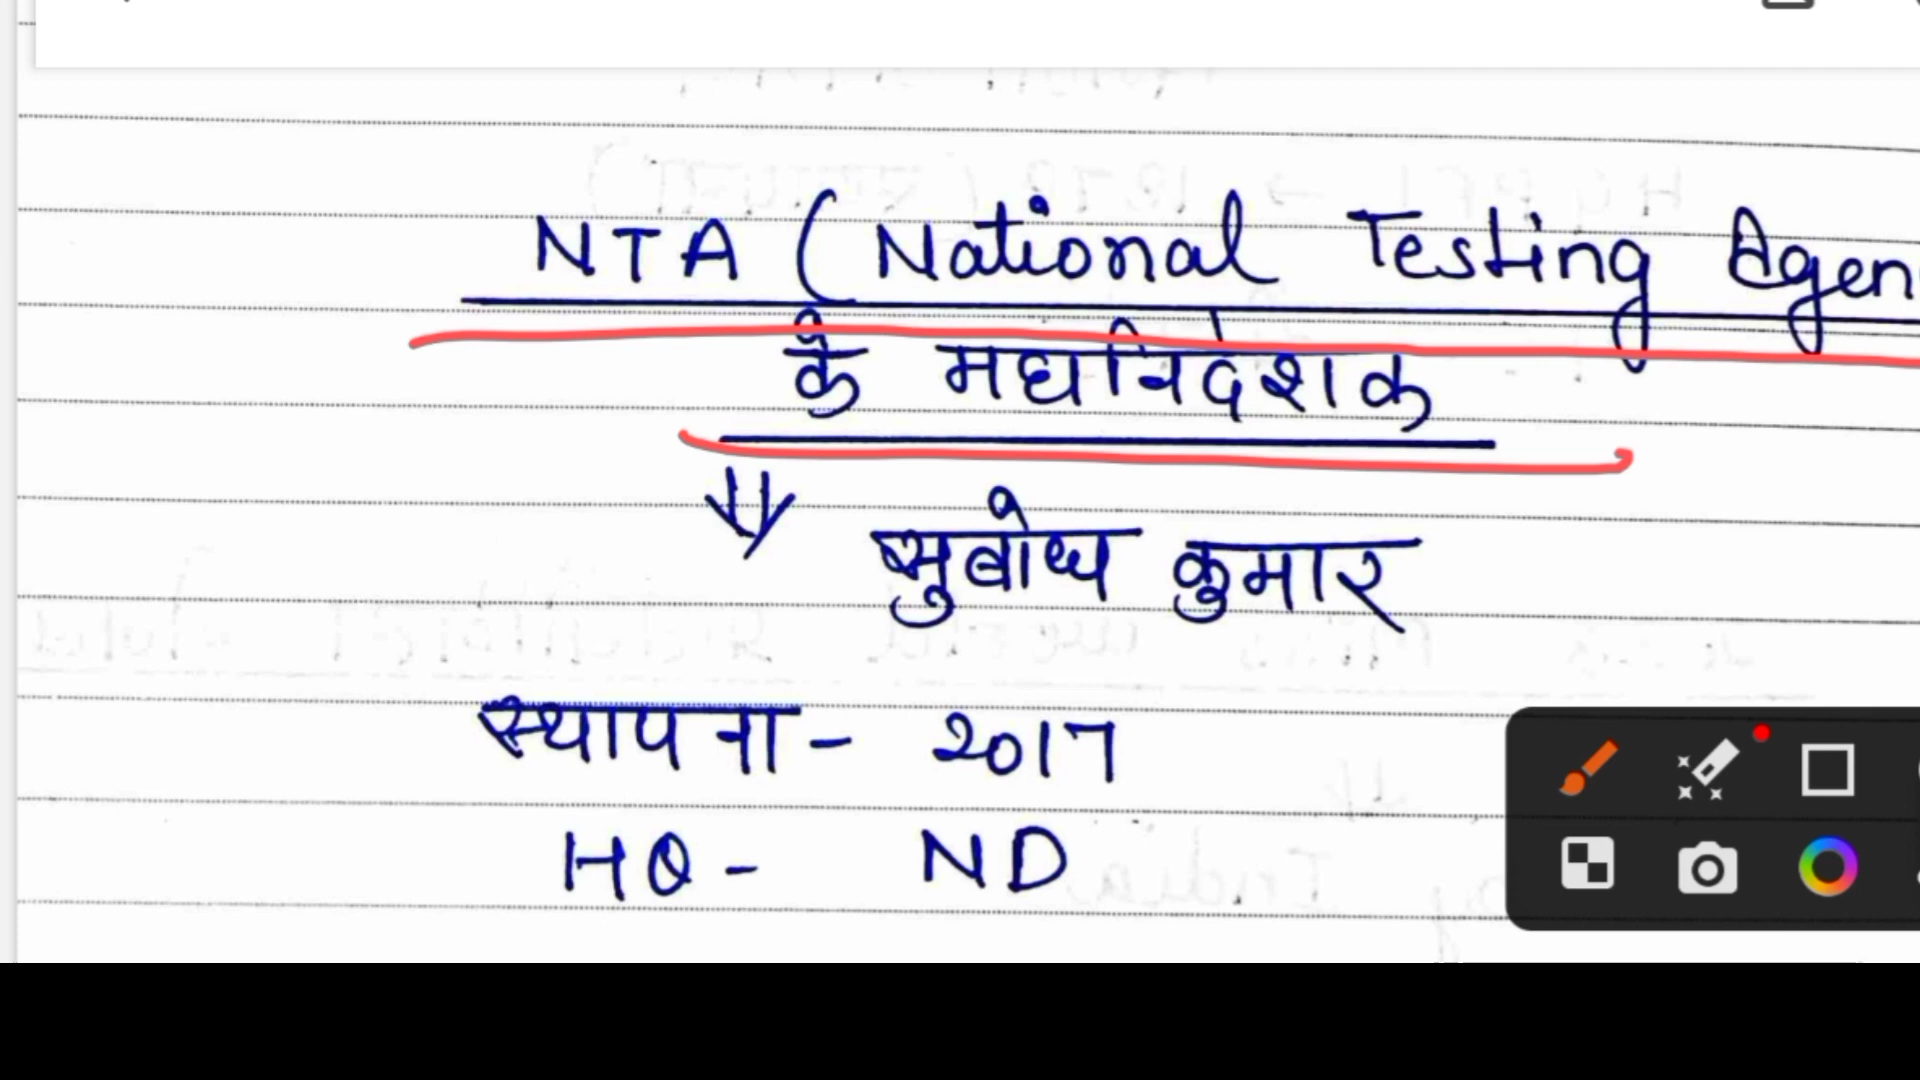 NTA (National Testing Agen
के महानिदेशक
सुबोध कुमार
स्थापना - 2017
HQ - ND